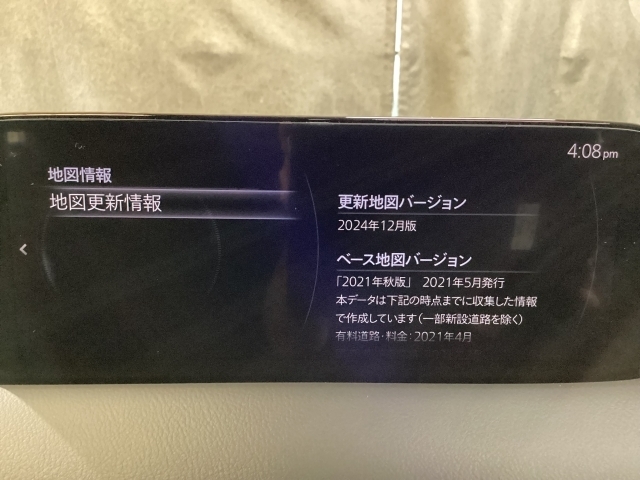 4:08pm
地図情報
地図更新情報
更新地図バージョン
2024年12月版
ベース地図バージョン
「2021年秋版」 2021年5月発行
本データは下記の時点までに収集した情報
で作成しています(一部新設道路を除く)
有料道路・料金:2021年4月